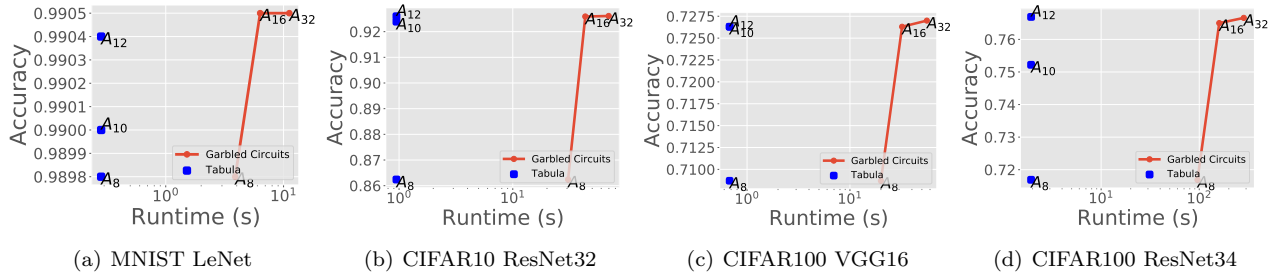 Accuracy
0.9905
0.9904
0.9903
0.9902
0.9901
0.9900
0.9899
0.9898
A12
A10
A8
A16
A32
A8
Garbled Circuits
Tabula
10^0
10^1
Runtime (s)
(a) MNIST LeNet
Accuracy
0.92
0.91
0.90
0.89
0.88
0.87
0.86
A12
A10
A8
A16
A32
A8
Garbled Circuits
Tabula
10^0
10^1
Runtime (s)
(b) CIFAR10 ResNet32
Accuracy
0.7275
0.7250
0.7225
0.7200
0.7175
0.7150
0.7125
0.7100
A12
A10
A8
A16
A32
A8
Garbled Circuits
Tabula
10^0
10^1
Runtime (s)
(c) CIFAR100 VGG16
Accuracy
0.76
0.75
0.74
0.73
0.72
A12
A10
A8
A16
A32
A8
Garbled Circuits
Tabula
10^1
10^2
Runtime (s)
(d) CIFAR100 ResNet34